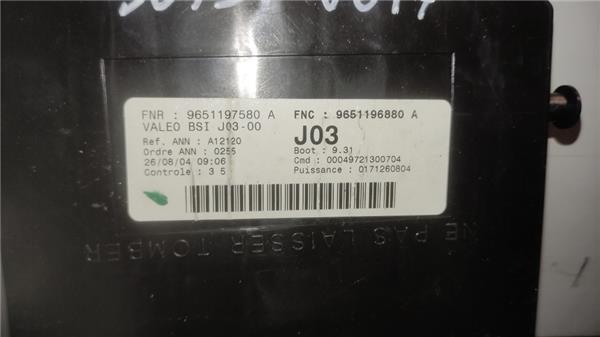 FNR : 9651197580 A FNC : 9651196880 A
VALEO BSI J03-00 J03
Ref. ANN : A12120 Boot : 9.31
Ordre ANN : 0255 Cmd : 00049721300704
26/08/04 09:06 Puissance : 0171260804
Controle : 3 5
NE PAS LAISSER TOMBER